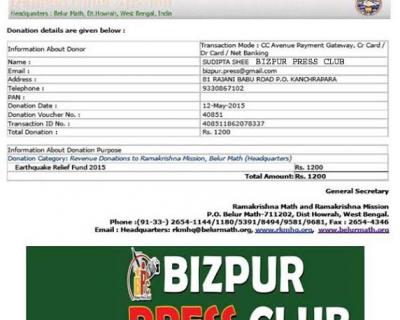 Headquarters : Belur Math, Dt.Howrah, West Bengal, India
Donation details are given below :
Information About Donor
Transaction Mode : CC Avenue Payment Gateway, Cr Card / Dr Card / Net Banking
Name : SUDIPTA SHEE BIZPUR PRESS CLUB
Email : bizpur.press@gmail.com
Address : 81 RAJANI BABU ROAD P.O. KANCHRAPARA
Telephone : 9330867102
PAN :
Donation Date : 12-May-2015
Donation Voucher No. : 40851
Transaction ID No. : 408511862078337
Total Donation : Rs. 1200
Information About Donation Purpose
Donation Category: Revenue Donations to Ramakrishna Mission, Belur Math (Headquarters)
Earthquake Relief Fund 2015 Rs. 1200
Total Amount: Rs. 1200
General Secretary
Ramakrishna Math and Ramakrishna Mission
P.O. Belur Math-711202, Dist Howrah, West Bengal.
Phone :(91-33-) 2654-1144/1180/5391/8494/9581/9681, Fax : 2654-4346
Email : Headquarters: rkmhq@belurmath.org, www.rkmhq.org, www.belurmath.org
BIZPUR
PRESS CLUB